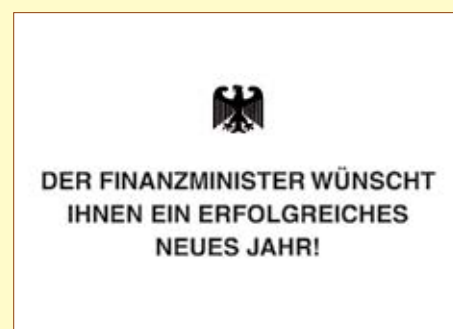 DER FINANZMINISTER WÜNSCHT
IHNEN EIN ERFOLGREICHES
NEUES JAHR!